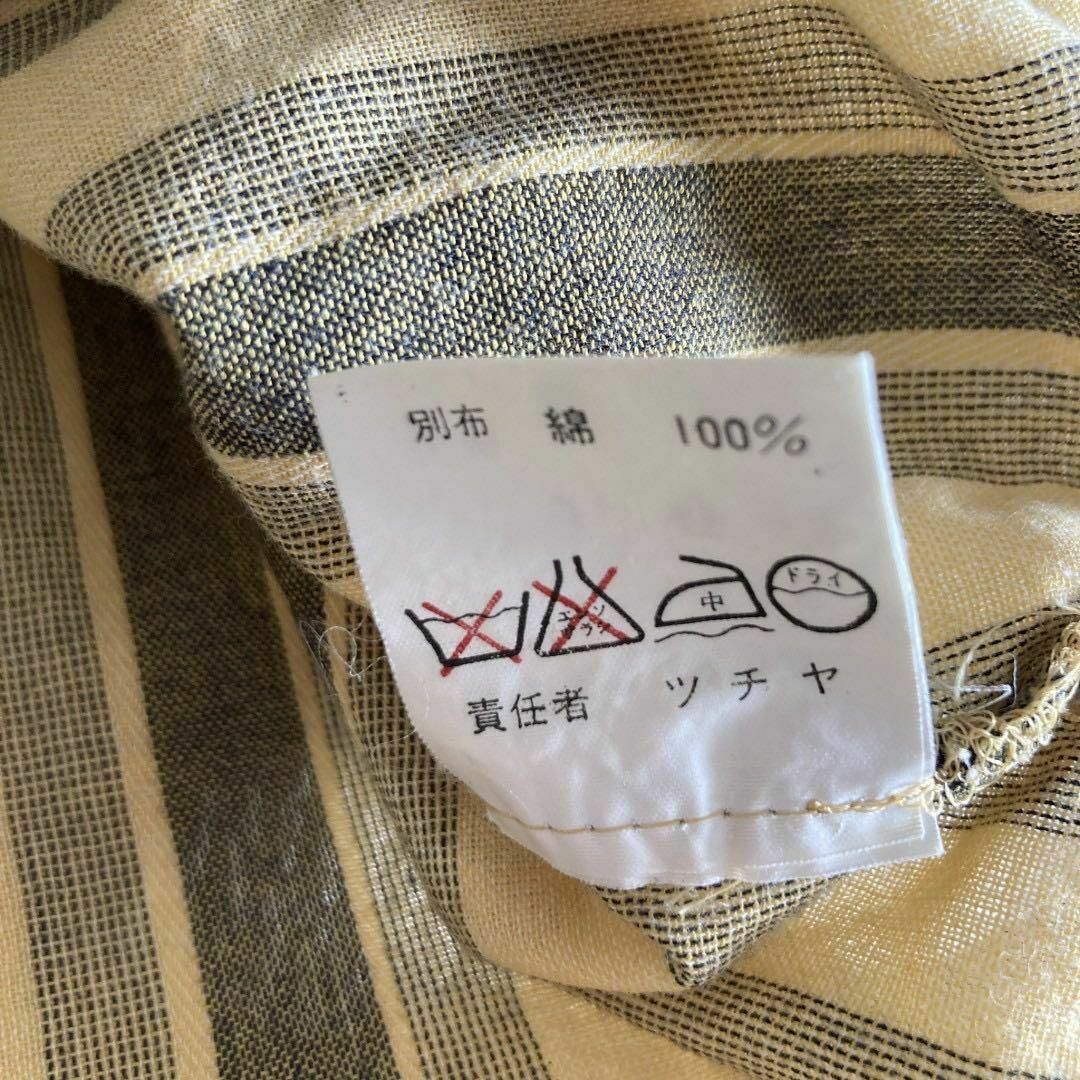 別布 綿 100%
エンソサラシ 中 ドライ
責任者 ツチヤ